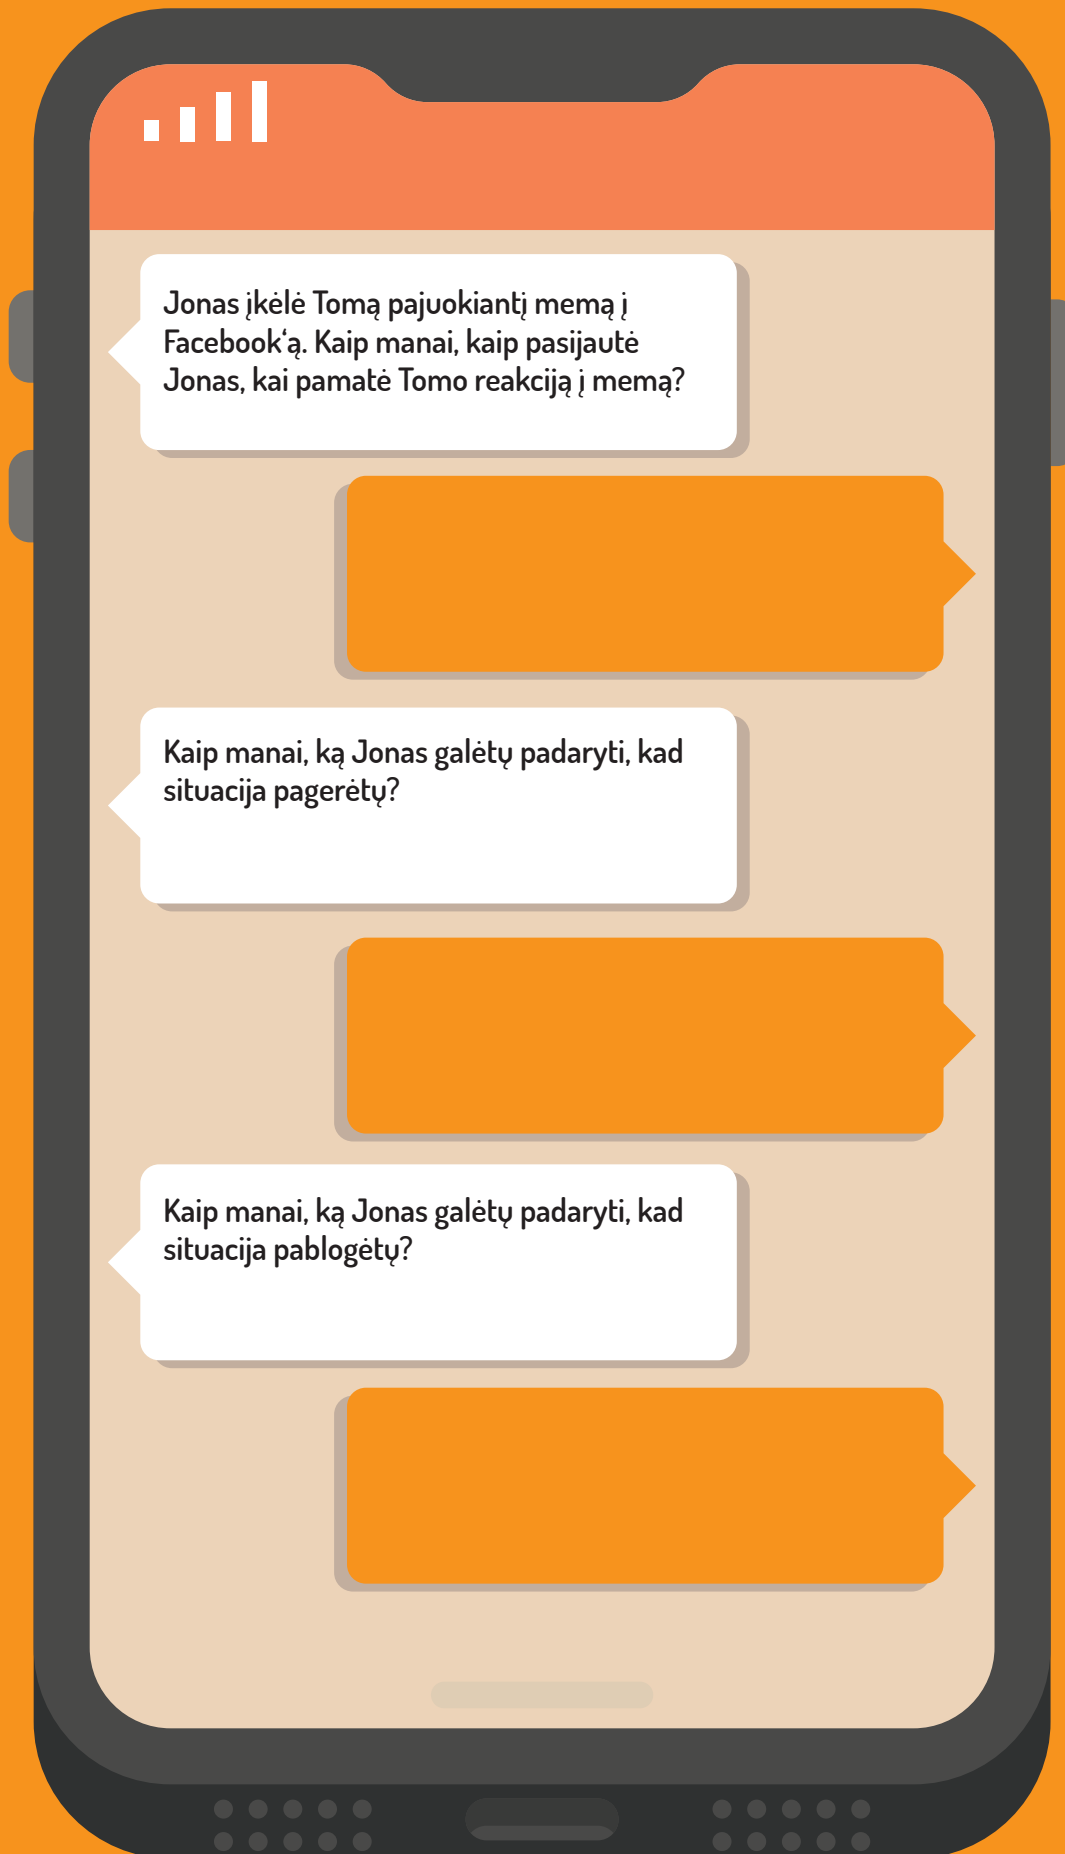 Jonas įkėlė Tomą pajuokiantį memą į
Facebook‘ą. Kaip manai, kaip pasijautė
Jonas, kai pamatė Tomo reakciją į memą?
Kaip manai, ką Jonas galėtų padaryti, kad
situacija pagerėtų?
Kaip manai, ką Jonas galėtų padaryti, kad
situacija pablogėtų?